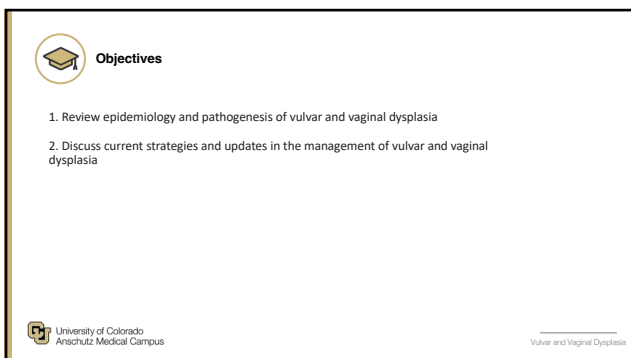 Objectives
1. Review epidemiology and pathogenesis of vulvar and vaginal dysplasia
2. Discuss current strategies and updates in the management of vulvar and vaginal
dysplasia
University of Colorado
Anschutz Medical Campus
Vulvar and Vaginal Dysplasia